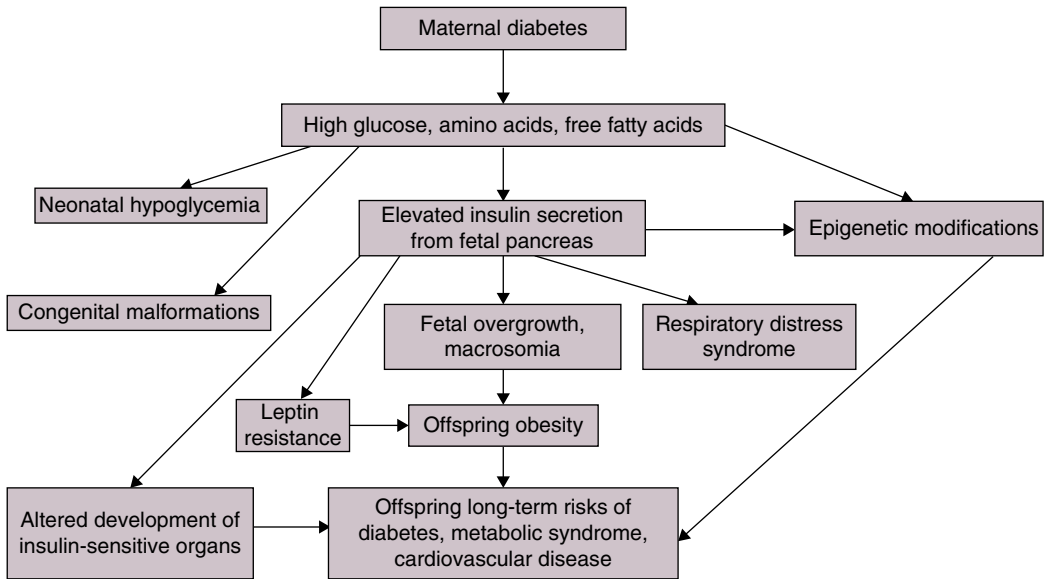 Maternal diabetes
High glucose, amino acids, free fatty acids
Neonatal hypoglycemia
Elevated insulin secretion
from fetal pancreas
Epigenetic modifications
Congenital malformations
Fetal overgrowth,
macrosomia
Respiratory distress
syndrome
Leptin
resistance
Offspring obesity
Altered development of
insulin-sensitive organs
Offspring long-term risks of
diabetes, metabolic syndrome,
cardiovascular disease